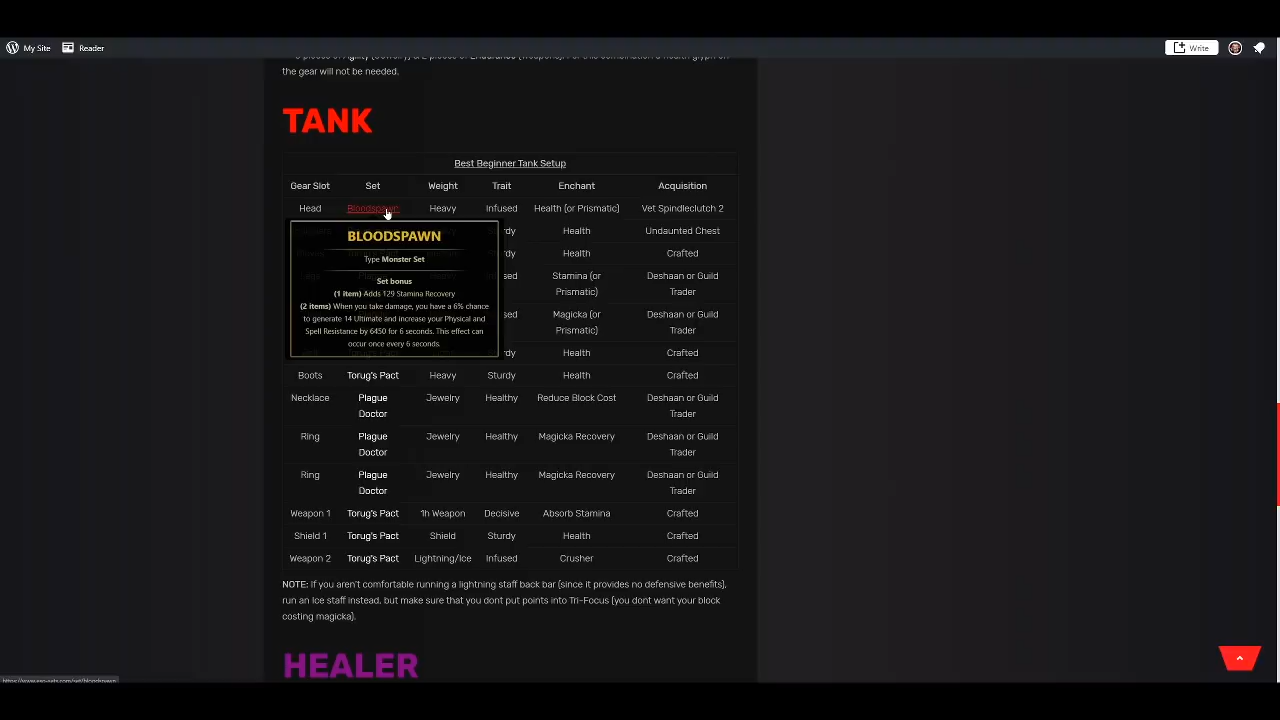 My Site
Reader
Write
the gear will not be needed.
TANK
Best Beginner Tank Setup
Gear Slot Set Weight Trait Enchant Acquisition
Head Bloodspawn Heavy Infused Health (or Prismatic) Vet Spindleclutch 2
Health Undaunted Chest
Health Crafted
Stamina (or Prismatic) Deshaan or Guild Trader
Magicka (or Prismatic) Deshaan or Guild Trader
Health Crafted
BLOODSPAWN
Type Monster Set
Set bonus
(1 item) Adds 129 Stamina Recovery
(2 items) When you take damage, you have a 6% chance
to generate 14 Ultimate and increase your Physical and
Spell Resistance by 6450 for 6 seconds. This effect can
occur once every 6 seconds.
Boots Torug's Pact Heavy Sturdy Health Crafted
Necklace Plague Doctor Jewelry Healthy Reduce Block Cost Deshaan or Guild Trader
Ring Plague Doctor Jewelry Healthy Magicka Recovery Deshaan or Guild Trader
Ring Plague Doctor Jewelry Healthy Magicka Recovery Deshaan or Guild Trader
Weapon 1 Torug's Pact 1h Weapon Decisive Absorb Stamina Crafted
Shield 1 Torug's Pact Shield Sturdy Health Crafted
Weapon 2 Torug's Pact Lightning/Ice Infused Crusher Crafted
NOTE: If you aren't comfortable running a lightning staff back bar (since it provides no defensive benefits),
run an Ice staff instead, but make sure that you dont put points into Tri-Focus (you dont want your block
costing magicka).
HEALER
https://www.eso-sets.com/set/bloodspawn